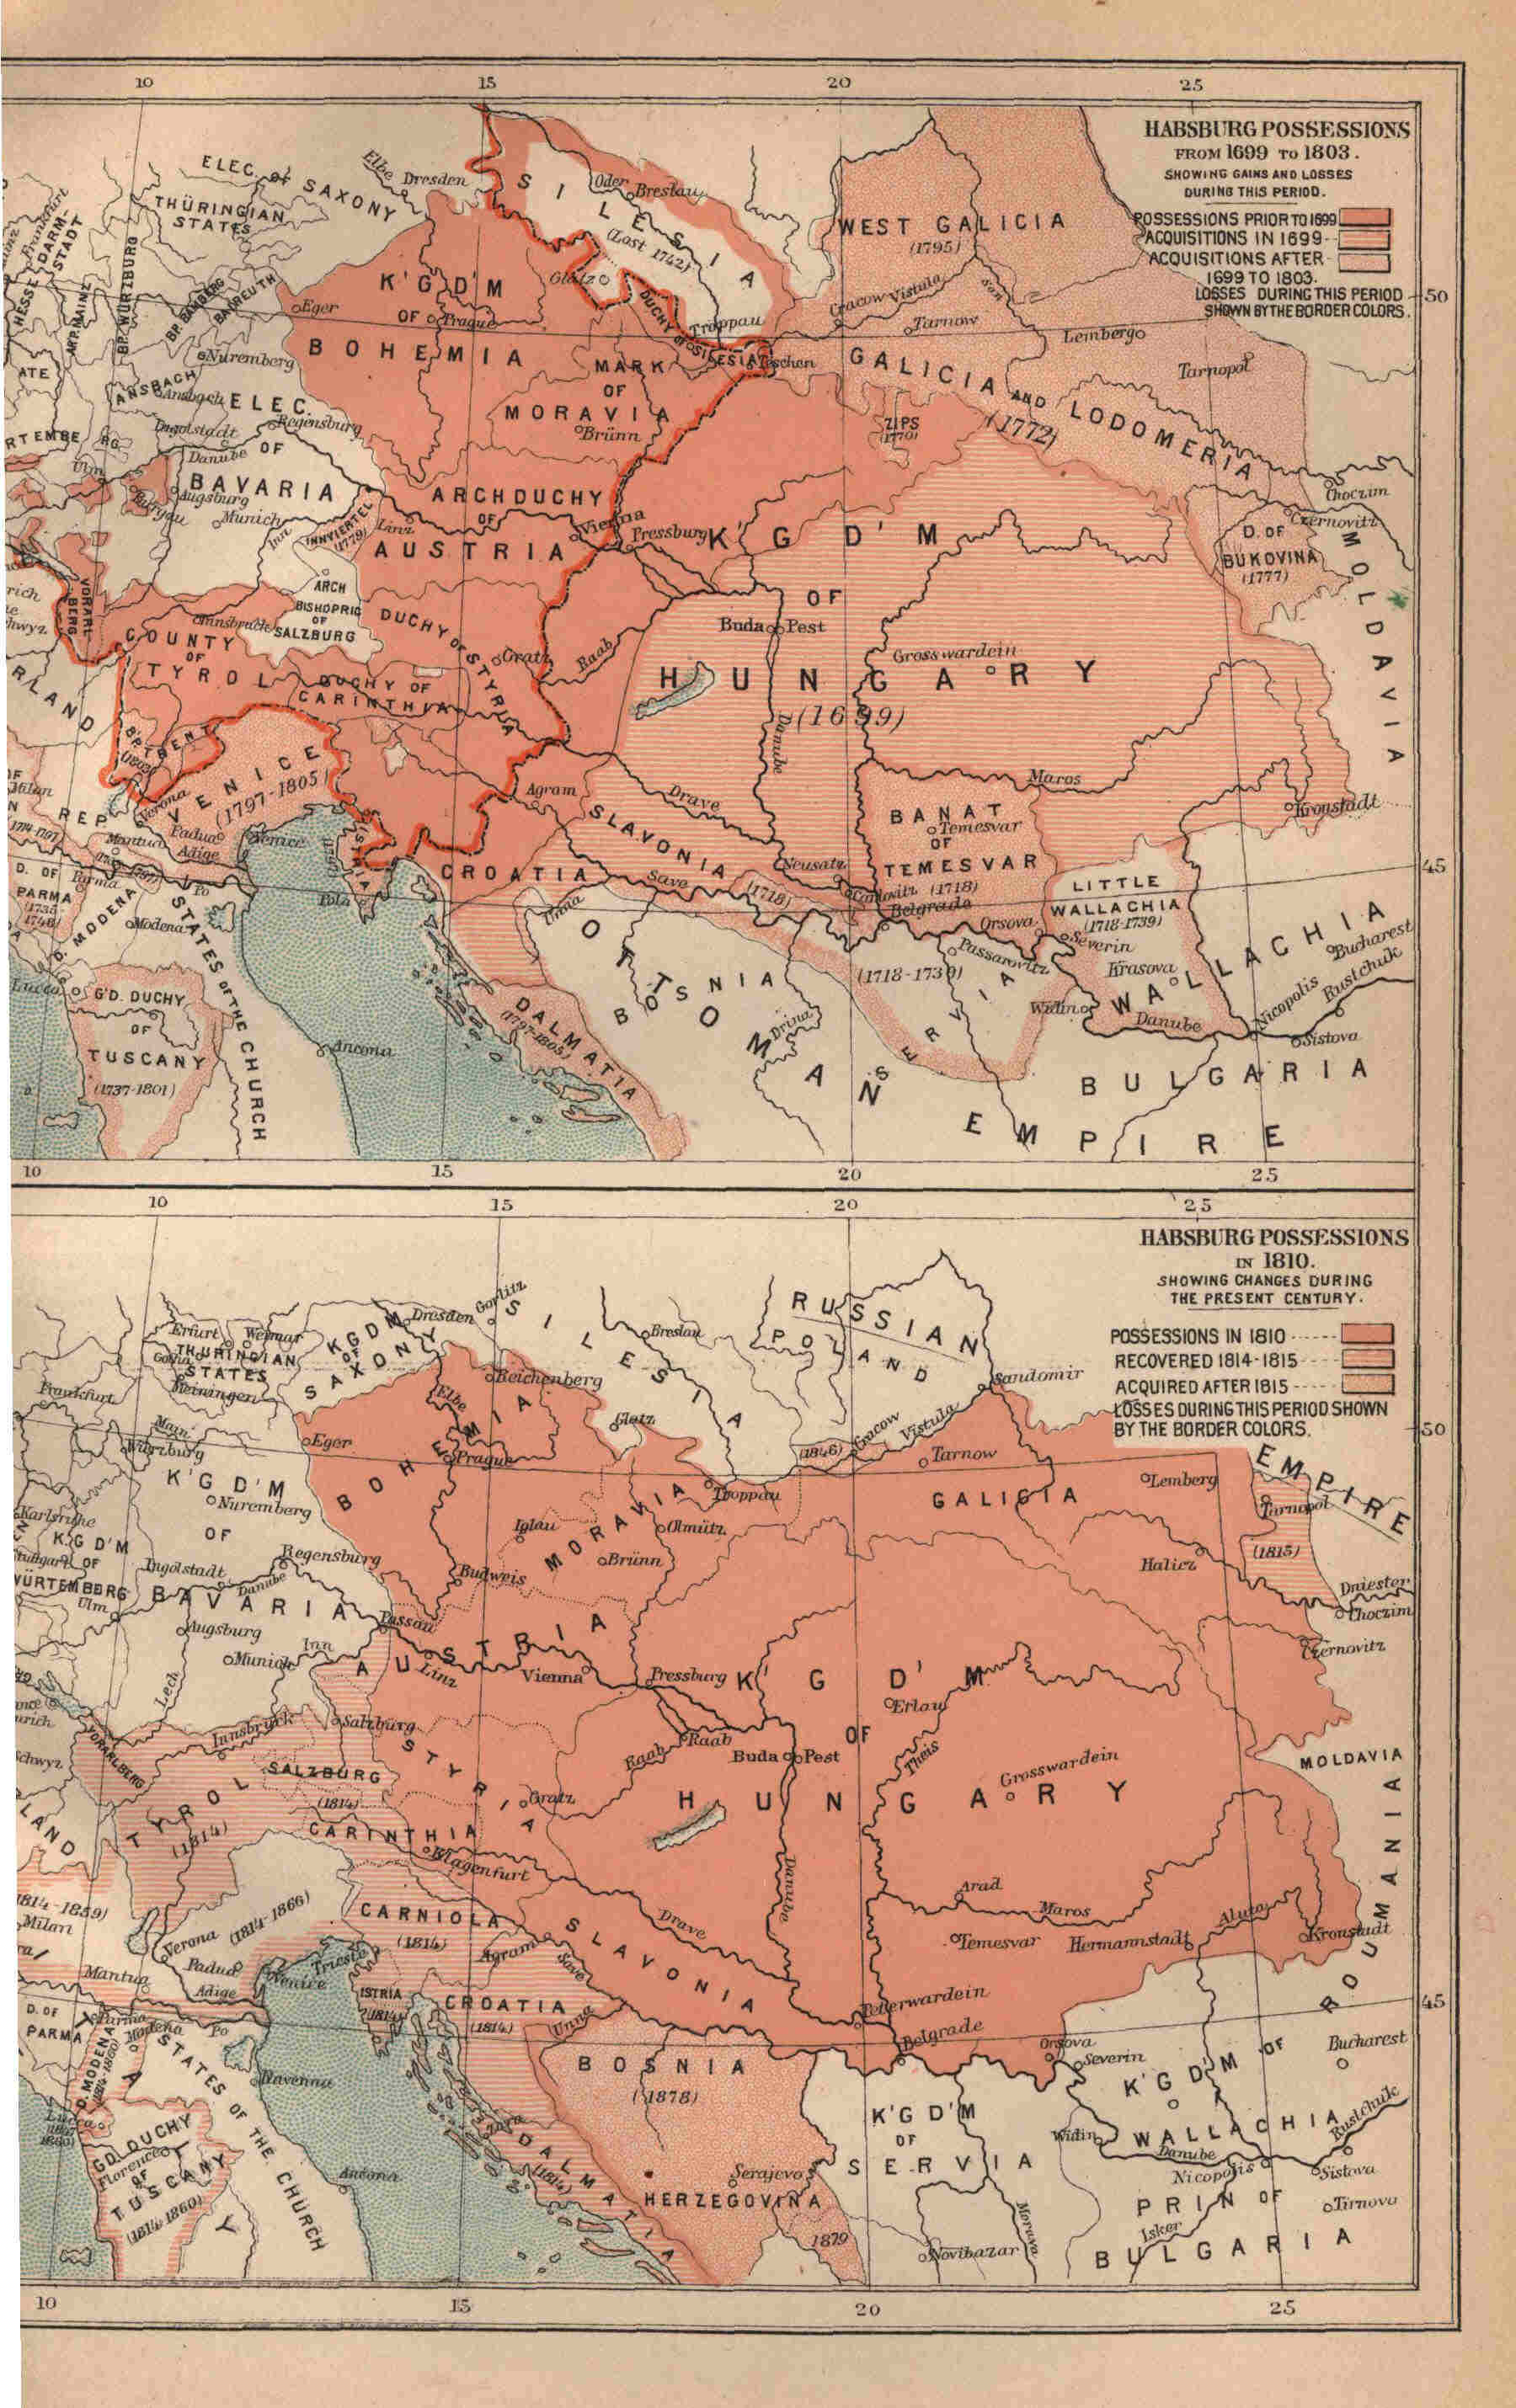 10 15 20 25
HABSBURG POSSESSIONS
FROM 1699 TO 1803.
SHOWING GAINS AND LOSSES
DURING THIS PERIOD.
POSSESSIONS PRIOR TO 1699
ACQUISITIONS IN 1699
ACQUISITIONS AFTER
1699 TO 1803.
LOSSES DURING THIS PERIOD
SHOWN BY THE BORDER COLORS.
50
45
ELEC. of SAXONY
Elbe
Dresden
THÜRINGIAN
STATES
Frankfurt
HESSE DARM-
STADT
BP. WÜRZBURG
BP. BAMBERG
BAIREUTH
SILESIA
(Lost 1742)
Oder
Breslau
WEST GALICIA
(1795)
Glatz
K'G'D'M
OF
BOHEMIA
Prague
Eger
DUCHY
OF SILESIA
Troppau
Teschen
Cracow
Vistula
San
Tarnow
Lemberg
Tarnopol
GALICIA AND LODOMERIA
(1772)
ZIPS
(1770)
Nuremberg
ANSBACH
Ansbach
ELEC.
OF
BAVARIA
Regensburg
Ingolstadt
Danube
Ulm
Augsburg
Munich
Inn
INNVIERTEL
(1779)
MARK
OF
MORAVIA
Brünn
ARCHDUCHY
OF
AUSTRIA
Linz
Vienna
Pressburg
Choczim
Czernovitz
D. OF
BUKOVINA
(1777)
MOLDAVIA
K'G'D'M
OF
HUNGARY
(1699)
Buda Pest
Grosswardein
Raab
Danube
Maros
VORARL-
BERG
ARCH
BISHOPRIC
OF
SALZBURG
Innsbruck
COUNTY
OF
TYROL
DUCHY OF STYRIA
Gratz
DUCHY OF
CARINTHIA
BP. TRENT
(1803)
VENICE
(1797-1805)
Milan
REP.
Verona
Mantua
Padua
Adige
Venice
Po
ISTRIA
Pola
Agram
Drave
SLAVONIA
Save
(1718)
CROATIA
Unna
Neusatz
Carlovitz
(1718)
Belgrade
BANAT
Temesvar
OF
TEMESVAR
Kronstadt
LITTLE
WALLACHIA
(1718-1739)
Orsova
Severin
Passarowitz
Krasova
WALLACHIA
Bucharest
Rustchuk
Nicopolis
Widin
Danube
Sistova
(1718-1739)
SERVIA
BOSNIA
Drina
DALMATIA
(1797-1805)
OTTOMAN
EMPIRE
BULGARIA
D. OF
PARMA
(1735
1748)
Parma
D. MODENA
Modena
STATES OF THE CHURCH
Lucca
G'D. DUCHY
OF
TUSCANY
(1737-1801)
Ancona
10 15 20 25
10 15 20 25
HABSBURG POSSESSIONS
IN 1810.
SHOWING CHANGES DURING
THE PRESENT CENTURY.
POSSESSIONS IN 1810
RECOVERED 1814-1815
ACQUIRED AFTER 1815
LOSSES DURING THIS PERIOD SHOWN
BY THE BORDER COLORS.
50
45
Erfurt
Weimar
Gotha
THURINGIAN
STATES
Meiningen
KGDM
OF
SAXONY
Dresden
Gorlitz
SILESIA
Breslau
RUSSIAN
POLAND
Sandomir
Frankfurt
Main
Würzburg
Reichenberg
Elbe
Glatz
Eger
BOHEMIA
Prague
(1846)
Cracow
Vistula
Tarnow
GALICIA
Lemberg
EMPIRE
Tarnopol
(1815)
Halicz
Dniester
Choczim
Czernovitz
K'G D'M
OF
BAVARIA
Nuremberg
Karlsruhe
K'G D'M
OF
WÜRTEMBERG
Stuttgart
Ulm
Ingolstadt
Regensburg
Danube
Augsburg
Munich
Inn
Lech
Passau
Troppau
MORAVIA
Iglau
Olmütz
Brünn
Budweis
AUSTRIA
Linz
Vienna
Pressburg
K'G D'M
OF
HUNGARY
Erlau
Theis
Raab
Raab
Buda Pest
Grosswardein
MOLDAVIA
ROUMANIA
VORARLBERG
Innsbruck
Salzburg
SALZBURG
(1814)
TYROL
(1814)
STYRIA
Gratz
CARINTHIA
Klagenfurt
CARNIOLA
(1814)
Danube
Arad
Maros
Temesvar
Hermannstadt
Aluta
Kronstadt
(1814-1859)
Milan
Verona
(1814-1866)
Padua
Mantua
Adige
Venice
Trieste
ISTRIA
(1814)
Agram
Save
Drave
SLAVONIA
CROATIA
(1814)
Unna
Peterwardein
Belgrade
Orsova
Severin
D. OF
PARMA
Parma
D. MODENA
Modena
Po
Ravenna
STATES OF THE CHURCH
Lucca
GD. DUCHY
Florence
OF
TUSCANY
(1814-1860)
ITALY
Ancona
Zara
DALMATIA
(1814)
BOSNIA
(1878)
Serajevo
HERZEGOVINA
1879
K'G D'M
OF
SERVIA
Morava
Novibazar
K'G D'M OF
WALLACHIA
Bucharest
Widin
Danube
Rustchuk
Nicopolis
Sistova
PRIN OF
BULGARIA
Isker
Tirnova
10 15 20 25